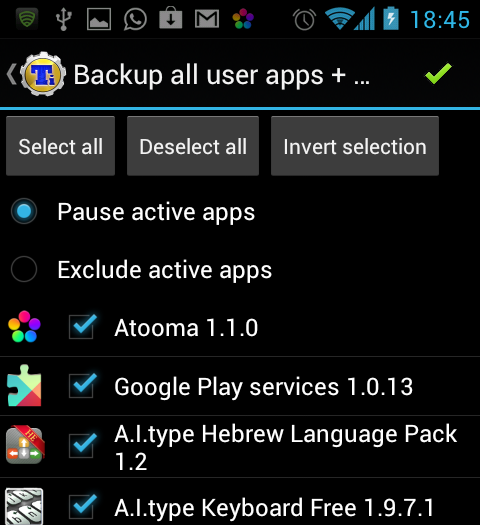 18:45
Ti Backup all user apps + ...
Select all Deselect all Invert selection
Pause active apps
Exclude active apps
Atooma 1.1.0
Google Play services 1.0.13
HE
A.I.type Hebrew Language Pack
1.2
A.I.type Keyboard Free 1.9.7.1